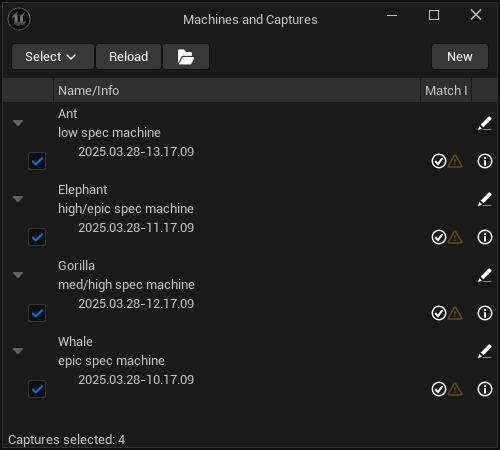 Machines and Captures
Select Reload New
Name/Info Match I
Ant
low spec machine
2025.03.28-13.17.09
Elephant
high/epic spec machine
2025.03.28-11.17.09
Gorilla
med/high spec machine
2025.03.28-12.17.09
Whale
epic spec machine
2025.03.28-10.17.09
Captures selected: 4